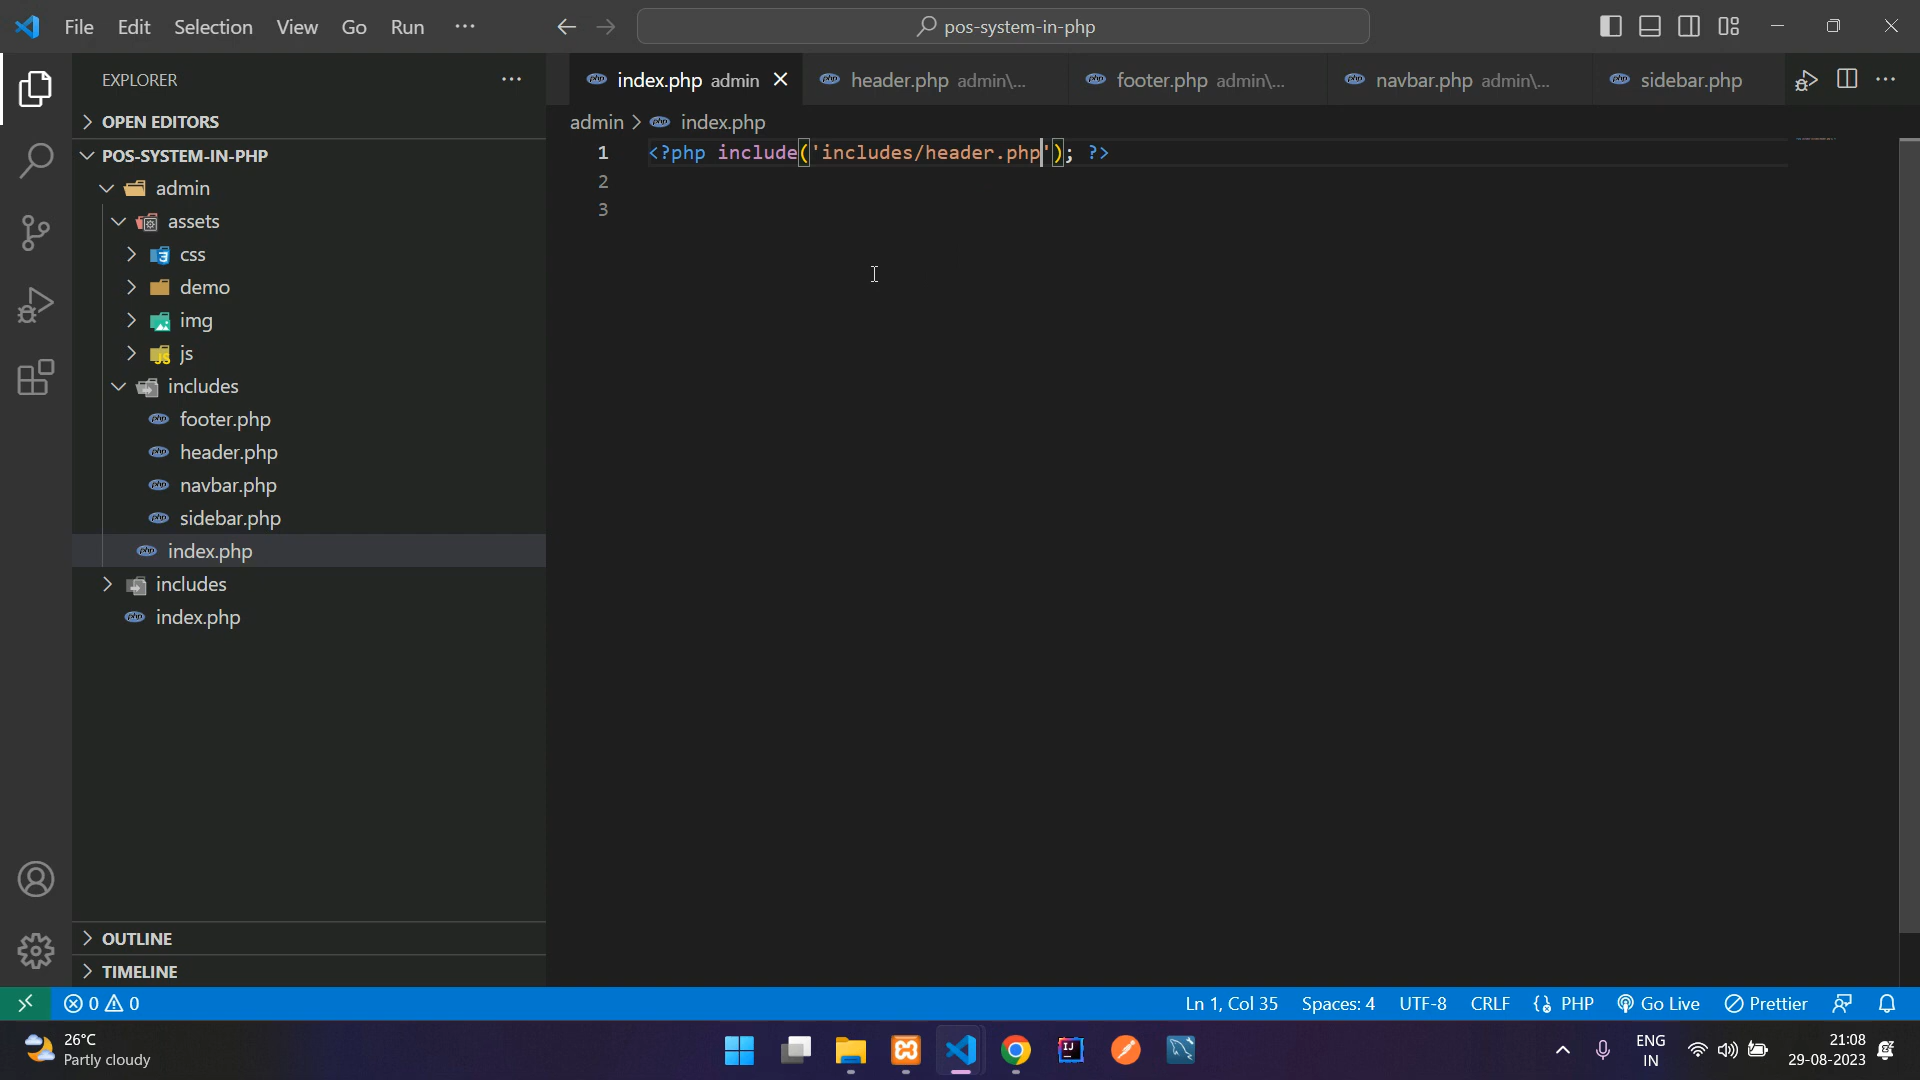 File Edit Selection View Go Run ···
pos-system-in-php
EXPLORER
OPEN EDITORS
POS-SYSTEM-IN-PHP
admin
assets
css
demo
img
js
includes
footer.php
header.php
navbar.php
sidebar.php
index.php
includes
index.php
OUTLINE
TIMELINE
index.php admin
header.php admin\...
footer.php admin\...
navbar.php admin\...
sidebar.php
admin > index.php
1 <?php include('includes/header.php'); ?>
2
3
0 0
Ln 1, Col 35 Spaces: 4 UTF-8 CRLF PHP Go Live Prettier
26°C
Partly cloudy
ENG
IN
21:08
29-08-2023